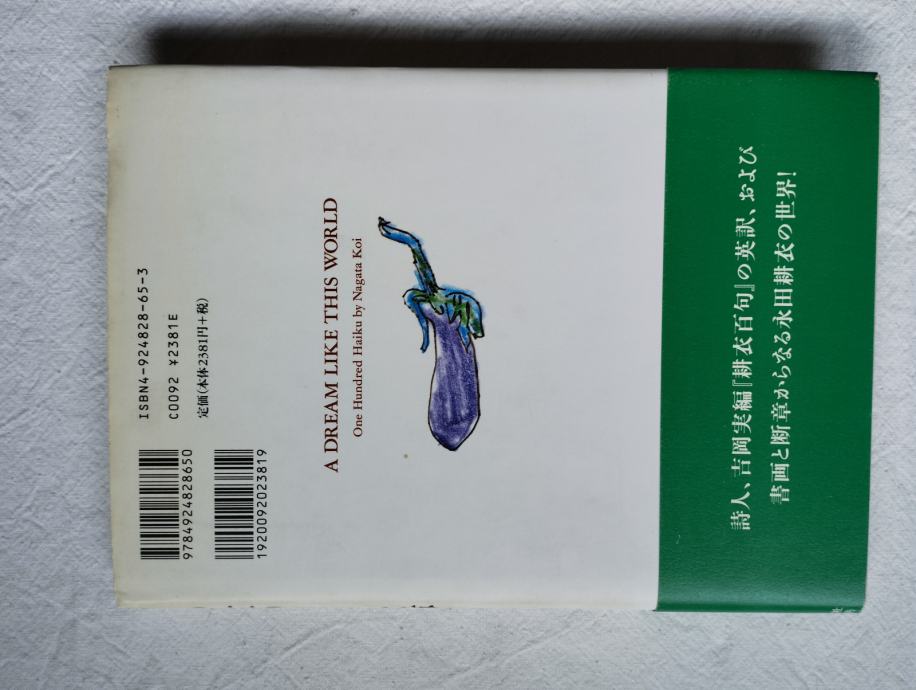 ISBN4-924828-65-3
C0092 ¥2381E
定価(本体2381円+税)
9784924828650
1920092023819
A DREAM LIKE THIS WORLD
One Hundred Haiku by Nagata Koi
詩人、吉岡実編『耕衣百句』の英訳、および
書画と断章からなる永田耕衣の世界!